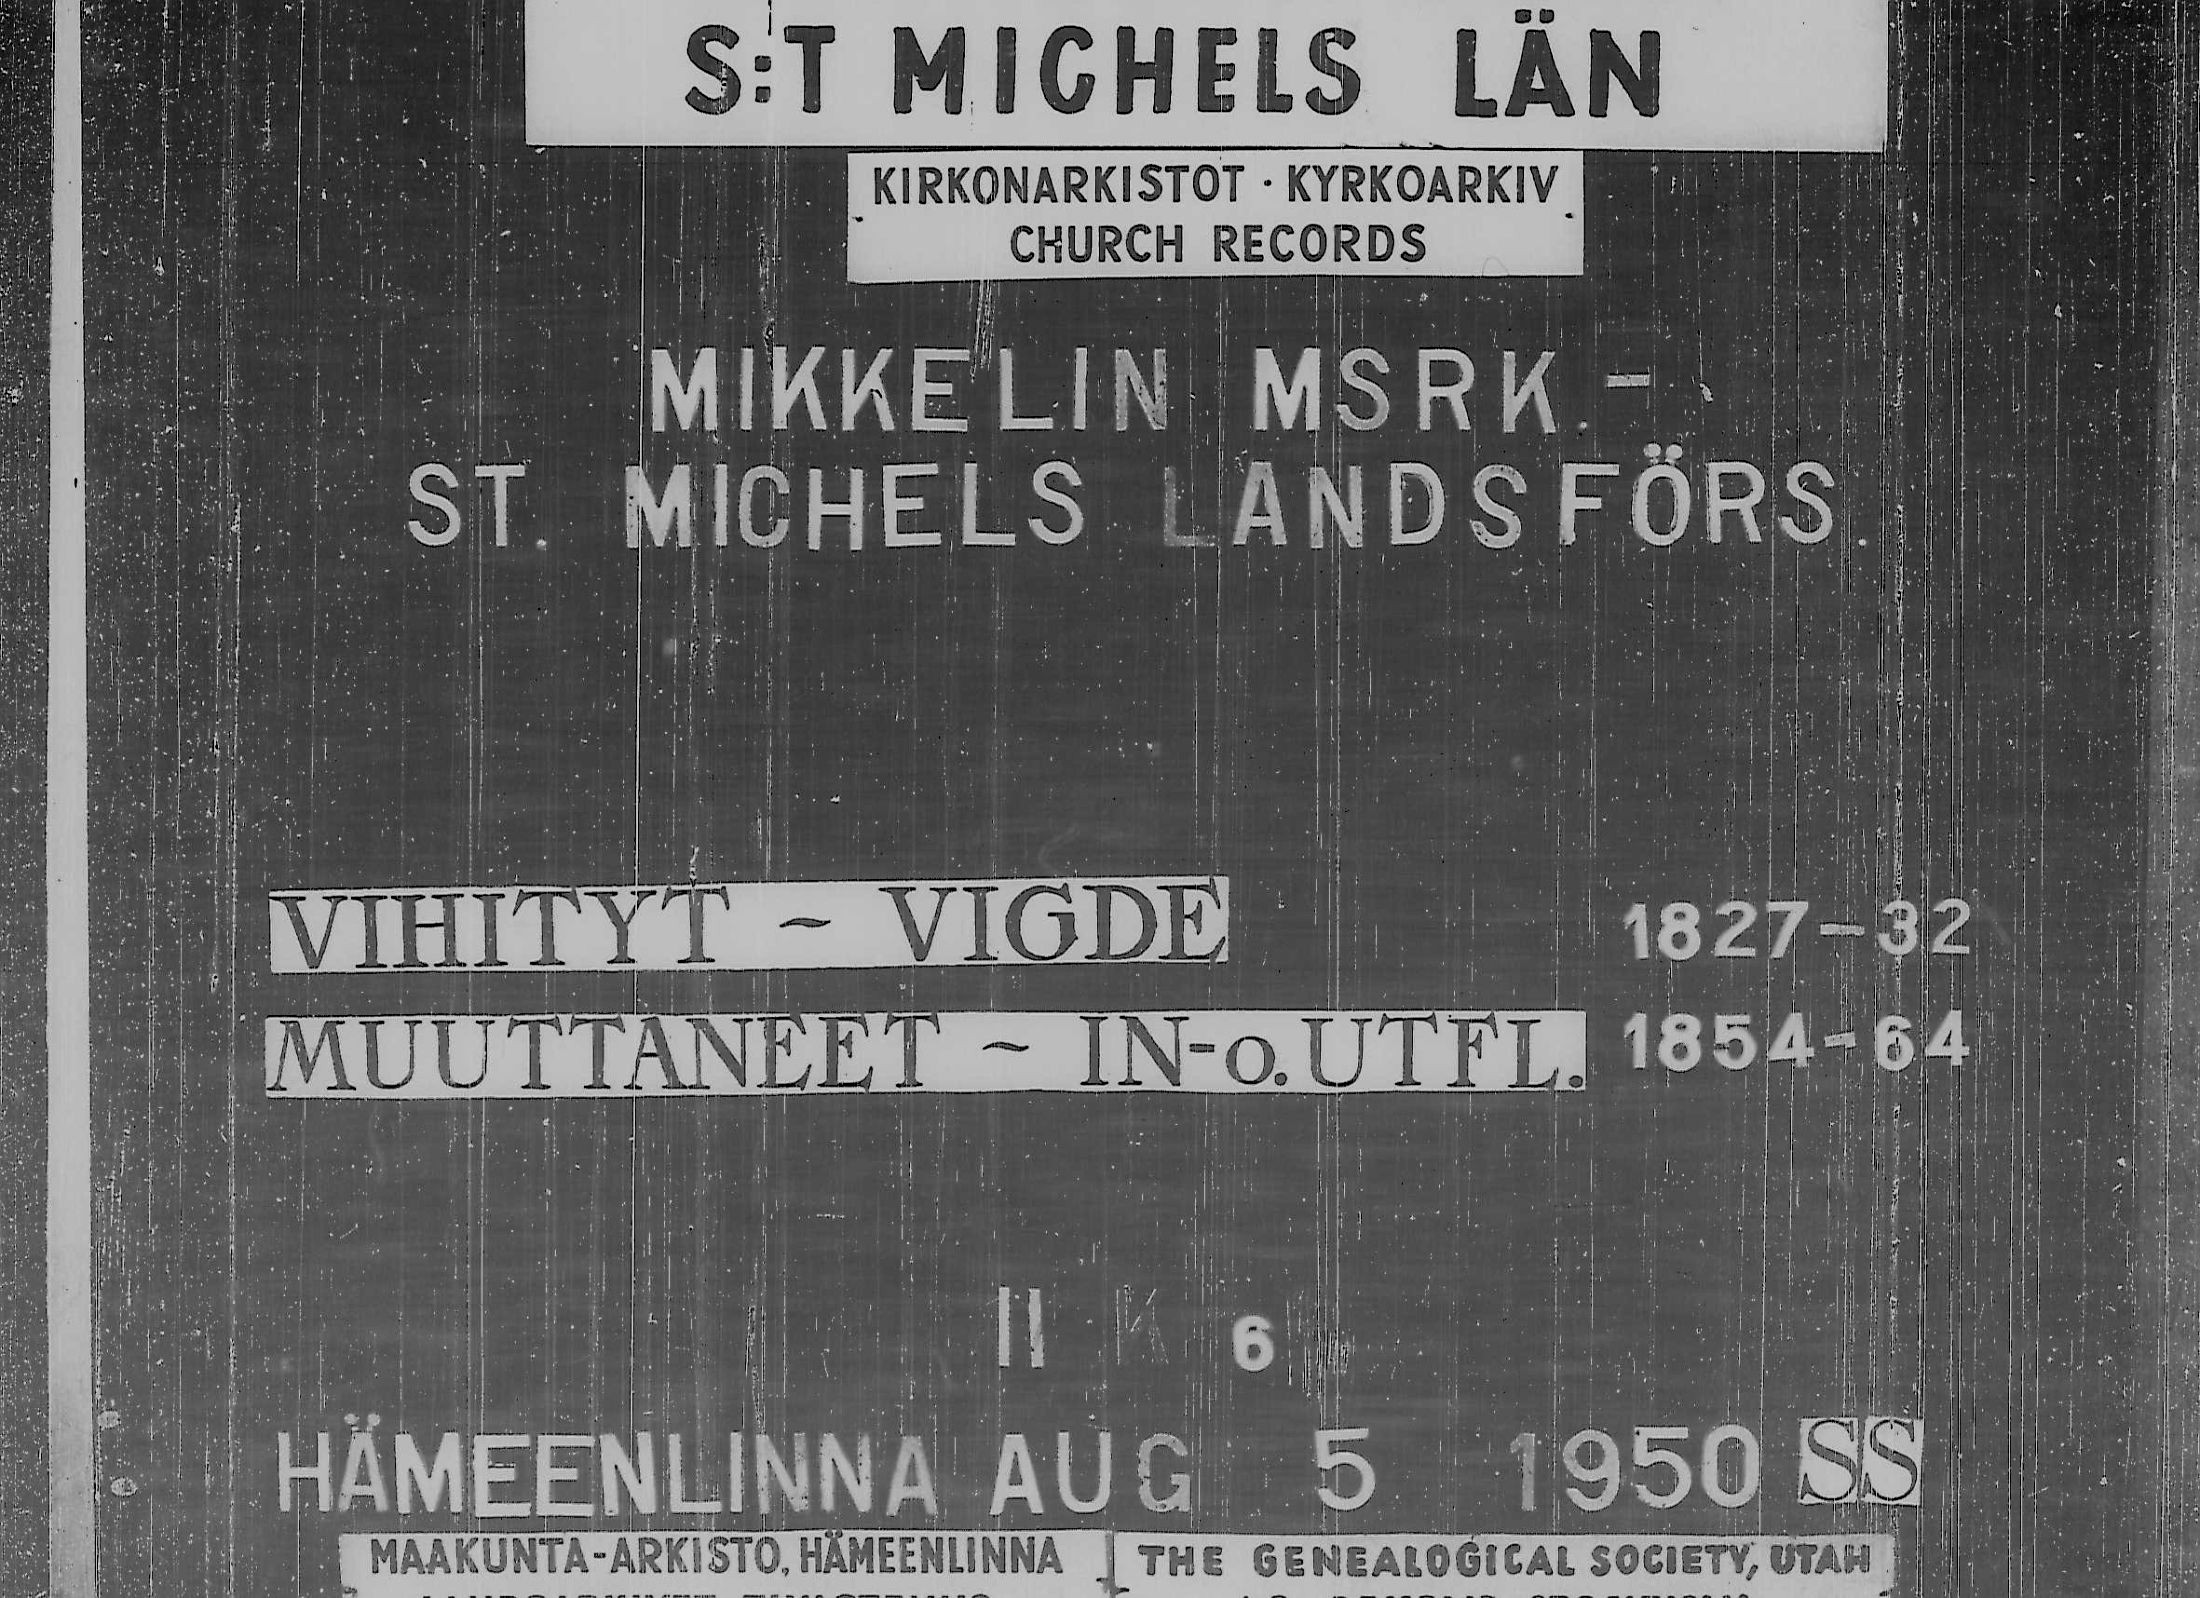 S:T MICHELS LÄN
KIRKONARKISTOT · KYRKOARKIV
CHURCH RECORDS
MIKKELIN MSRK. –
ST. MICHELS LANDSFÖRS.
VIHITYT ~ VIGDE 1827-32
MUUTTANEET ~ IN-o. UTFL. 1854-64
II K 6
HÄMEENLINNA AUG 5 1950 SS
MAAKUNTA-ARKISTO, HÄMEENLINNA THE GENEALOGICAL SOCIETY, UTAH